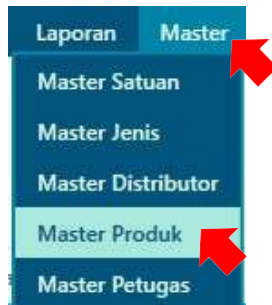 Laporan Master
Master Satuan
Master Jenis
Master Distributor
Master Produk
Master Petugas